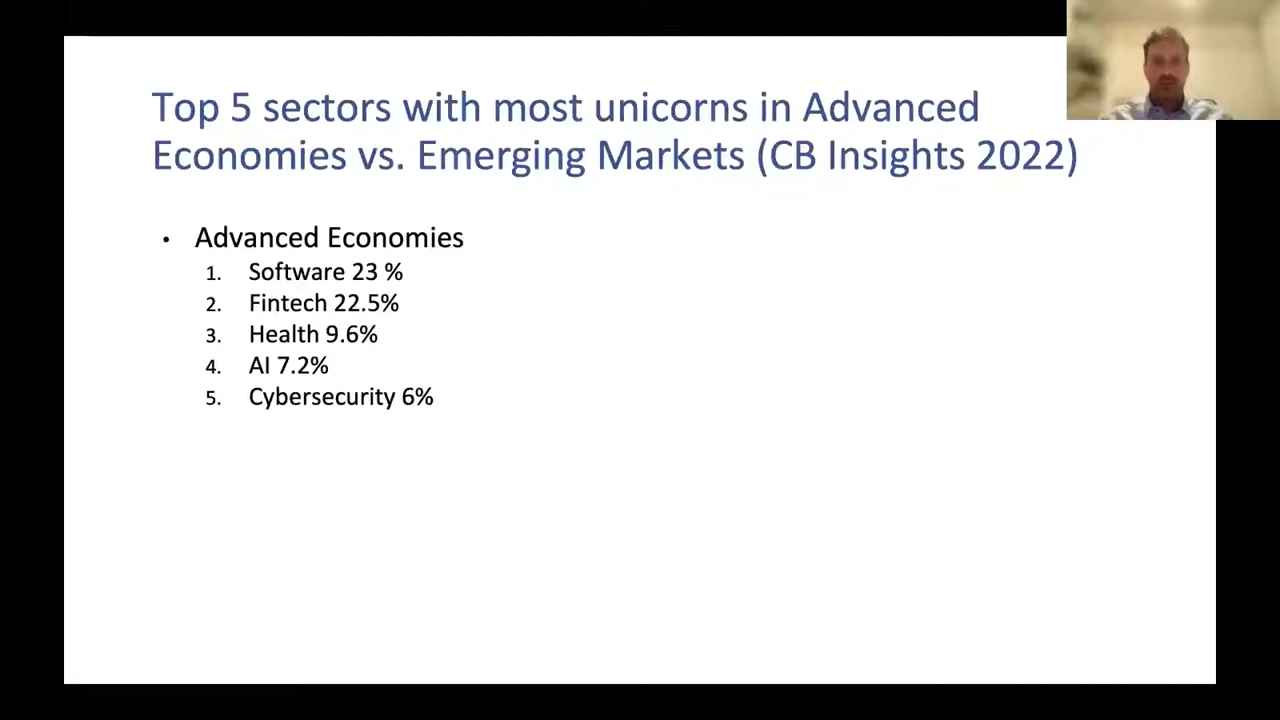 Top 5 sectors with most unicorns in Advanced
Economies vs. Emerging Markets (CB Insights 2022)
• Advanced Economies
1. Software 23 %
2. Fintech 22.5%
3. Health 9.6%
4. AI 7.2%
5. Cybersecurity 6%